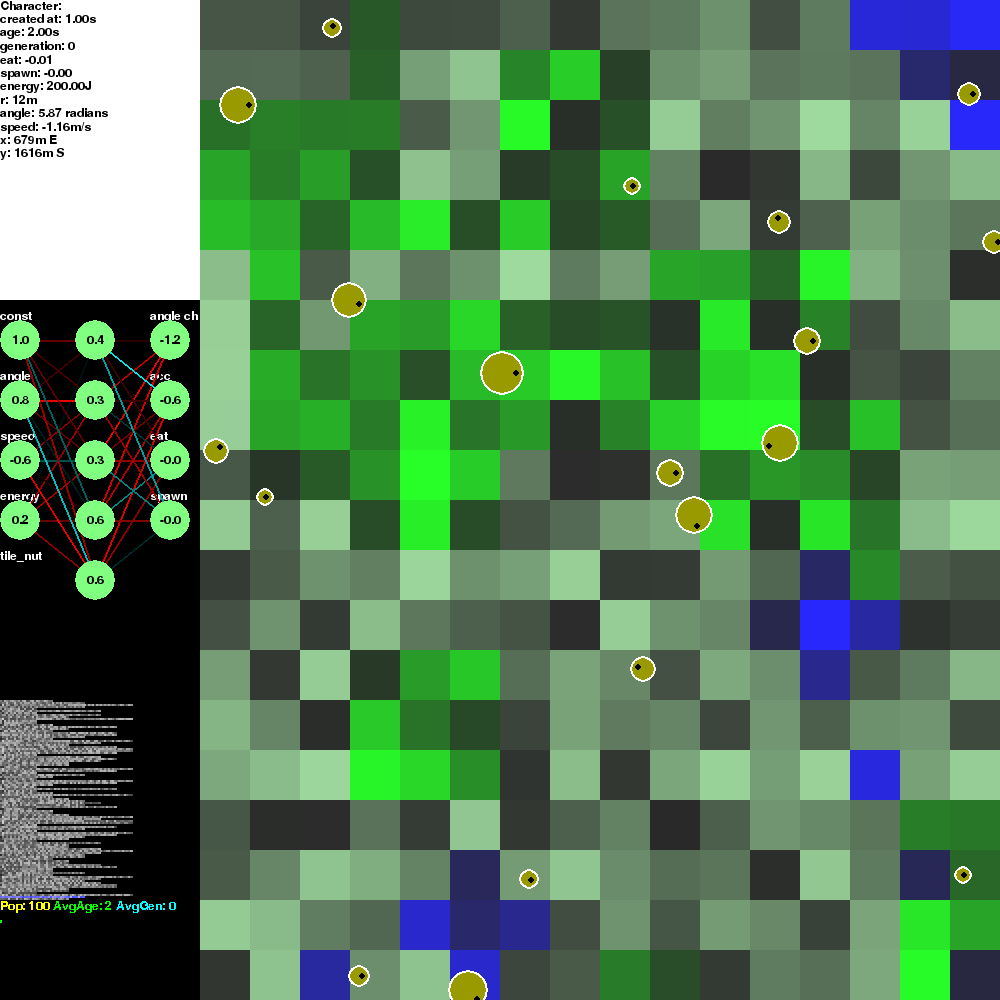 Character:
created at: 1.00s
age: 2.00s
generation: 0
eat: -0.01
spawn: -0.00
energy: 200.00J
r: 12m
angle: 5.87 radians
speed: -1.16m/s
x: 679m E
y: 1616m S
const
angle ch
1.0
0.4
-1.2
angle
acc
0.8
0.3
-0.6
speed
eat
-0.6
0.3
-0.0
energy
spawn
0.2
0.6
-0.0
tile_nut
0.6
Pop: 100 AvgAge: 2 AvgGen: 0